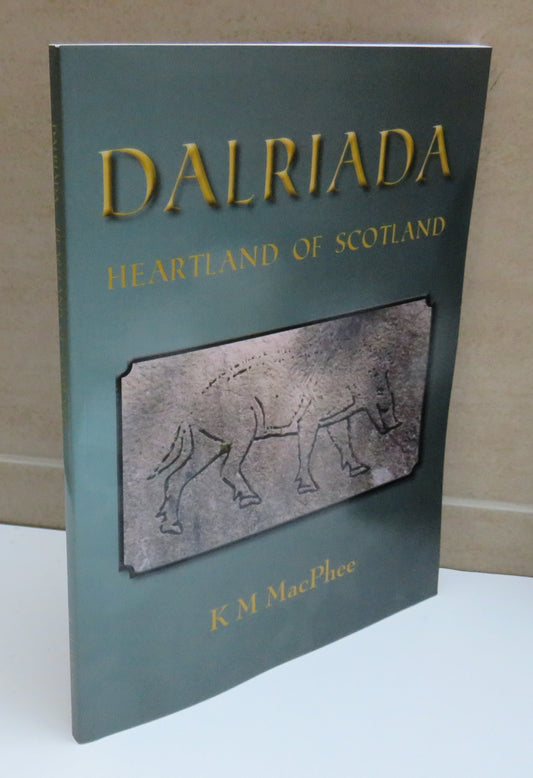 DALRIADA
HEARTLAND OF SCOTLAND
K M MacPhee